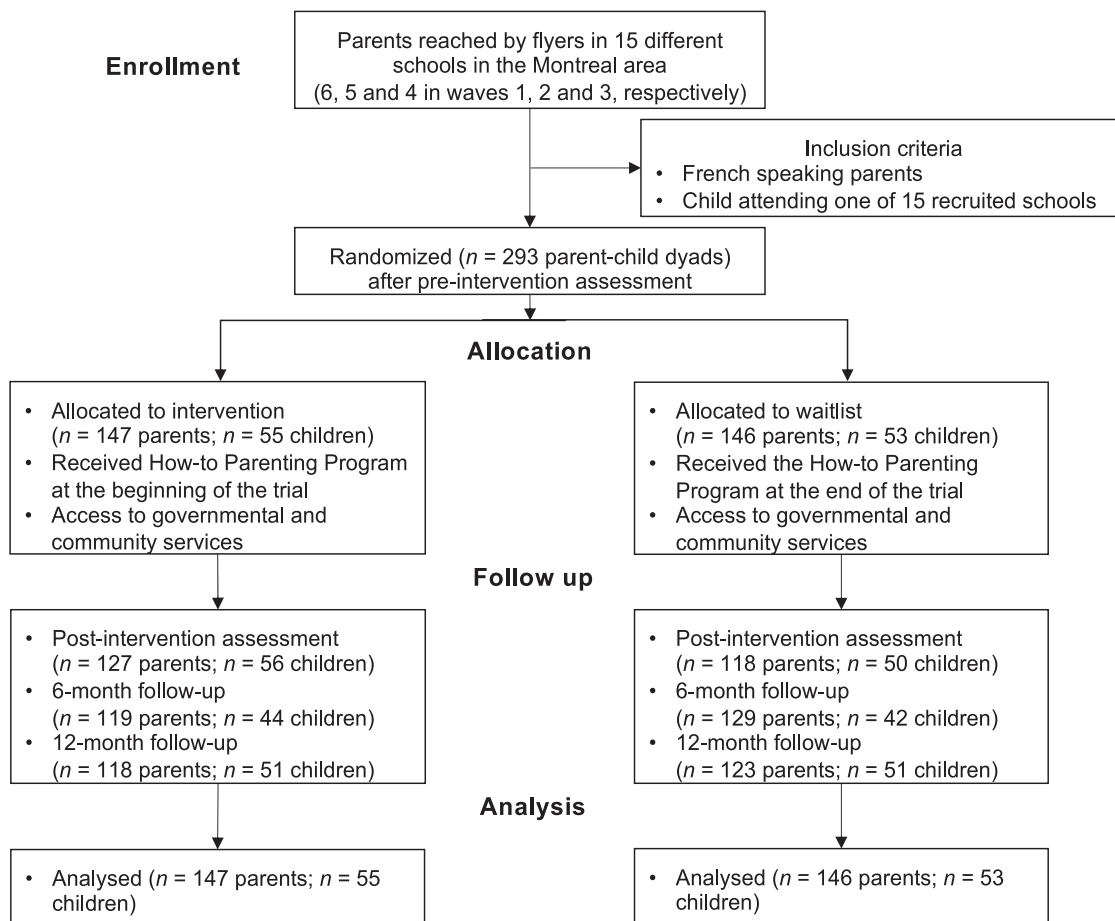 Enrollment
Parents reached by flyers in 15 different
schools in the Montreal area
(6, 5 and 4 in waves 1, 2 and 3, respectively)
Inclusion criteria
• French speaking parents
• Child attending one of 15 recruited schools
Randomized (n = 293 parent-child dyads)
after pre-intervention assessment
Allocation
• Allocated to intervention
(n = 147 parents; n = 55 children)
• Received How-to Parenting Program
at the beginning of the trial
• Access to governmental and
community services
• Allocated to waitlist
(n = 146 parents; n = 53 children)
• Received the How-to Parenting
Program at the end of the trial
• Access to governmental and
community services
Follow up
• Post-intervention assessment
(n = 127 parents; n = 56 children)
• 6-month follow-up
(n = 119 parents; n = 44 children)
• 12-month follow-up
(n = 118 parents; n = 51 children)
• Post-intervention assessment
(n = 118 parents; n = 50 children)
• 6-month follow-up
(n = 129 parents; n = 42 children)
• 12-month follow-up
(n = 123 parents; n = 51 children)
Analysis
• Analysed (n = 147 parents; n = 55
children)
• Analysed (n = 146 parents; n = 53
children)